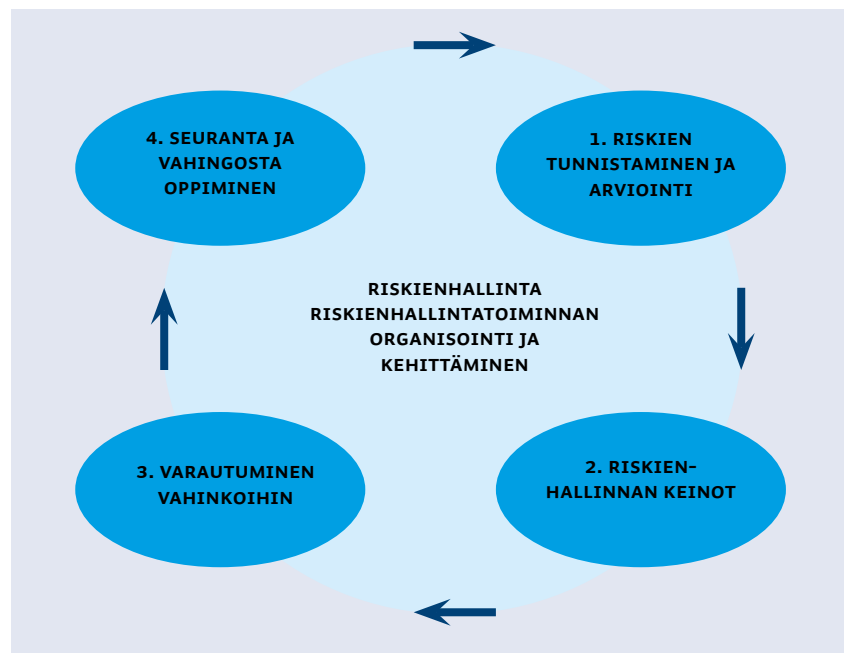 4. SEURANTA JA
VAHINGOSTA
OPPIMINEN
1. RISKIEN
TUNNISTAMINEN JA
ARVIOINTI
RISKIENHALLINTA
RISKIENHALLINTATOIMINNAN
ORGANISOINTI JA
KEHITTÄMINEN
3. VARAUTUMINEN
VAHINKOIHIN
2. RISKIEN-
HALLINNAN KEINOT